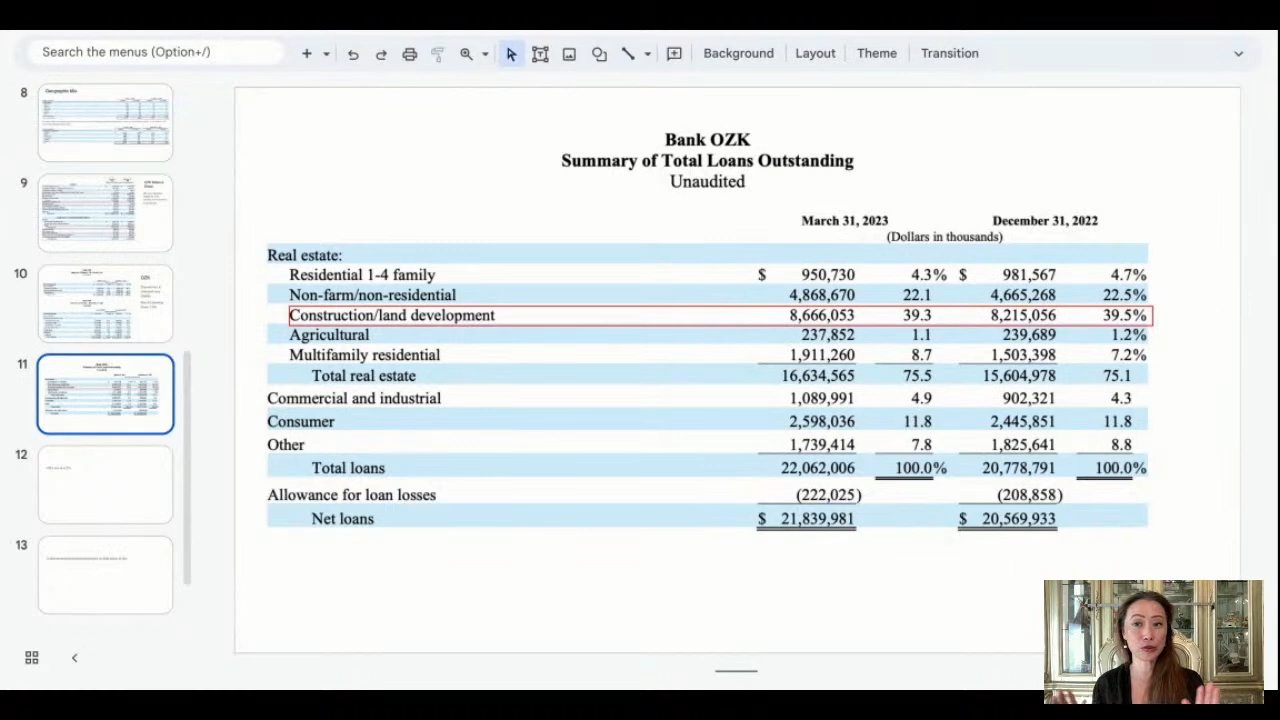 Search the menus (Option+/)
Background Layout Theme Transition
8
9
10
11
12
13
Bank OZK
Summary of Total Loans Outstanding
Unaudited
March 31, 2023 December 31, 2022
(Dollars in thousands)
Real estate:
Residential 1-4 family $ 950,730 4.3% $ 981,567 4.7%
Non-farm/non-residential 4,868,670 22.1 4,665,268 22.5%
Construction/land development 8,666,053 39.3 8,215,056 39.5%
Agricultural 237,852 1.1 239,689 1.2%
Multifamily residential 1,911,260 8.7 1,503,398 7.2%
Total real estate 16,634,565 75.5 15,604,978 75.1
Commercial and industrial 1,089,991 4.9 902,321 4.3
Consumer 2,598,036 11.8 2,445,851 11.8
Other 1,739,414 7.8 1,825,641 8.8
Total loans 22,062,006 100.0% 20,778,791 100.0%
Allowance for loan losses (222,025) (208,858)
Net loans $ 21,839,981 $ 20,569,933